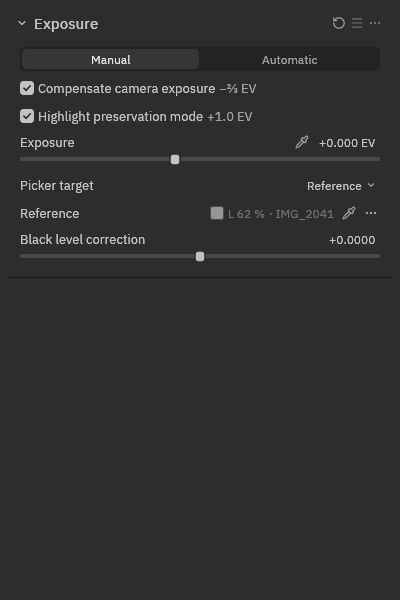 Exposure
Manual Automatic
Compensate camera exposure −⅔ EV
Highlight preservation mode +1.0 EV
Exposure +0.000 EV
Picker target Reference
Reference L 62 % · IMG_2041
Black level correction +0.0000